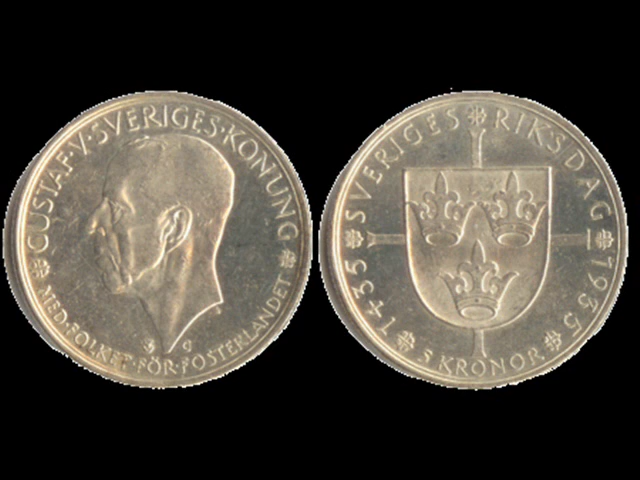 GUSTAF·V·SVERIGES·KONUNG
MED·FOLKET·FÖR·FOSTERLANDET
G
1435 SVERIGES RIKSDAG 1935
5 KRONOR